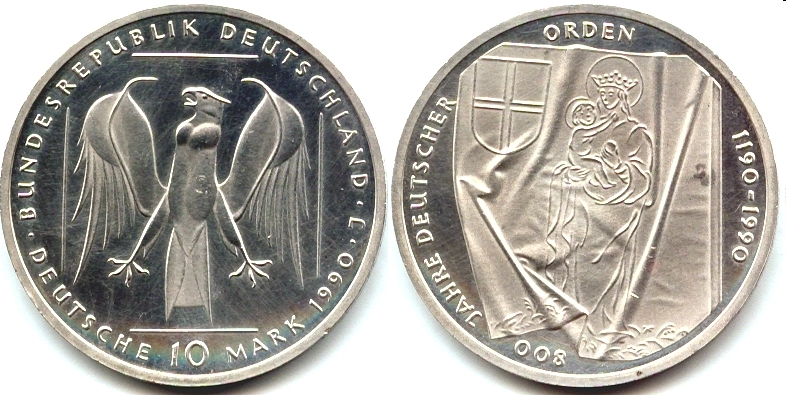 · BUNDESREPUBLIK DEUTSCHLAND · J ·
DEUTSCHE 10 MARK 1990
800 JAHRE DEUTSCHER ORDEN
1190-1990